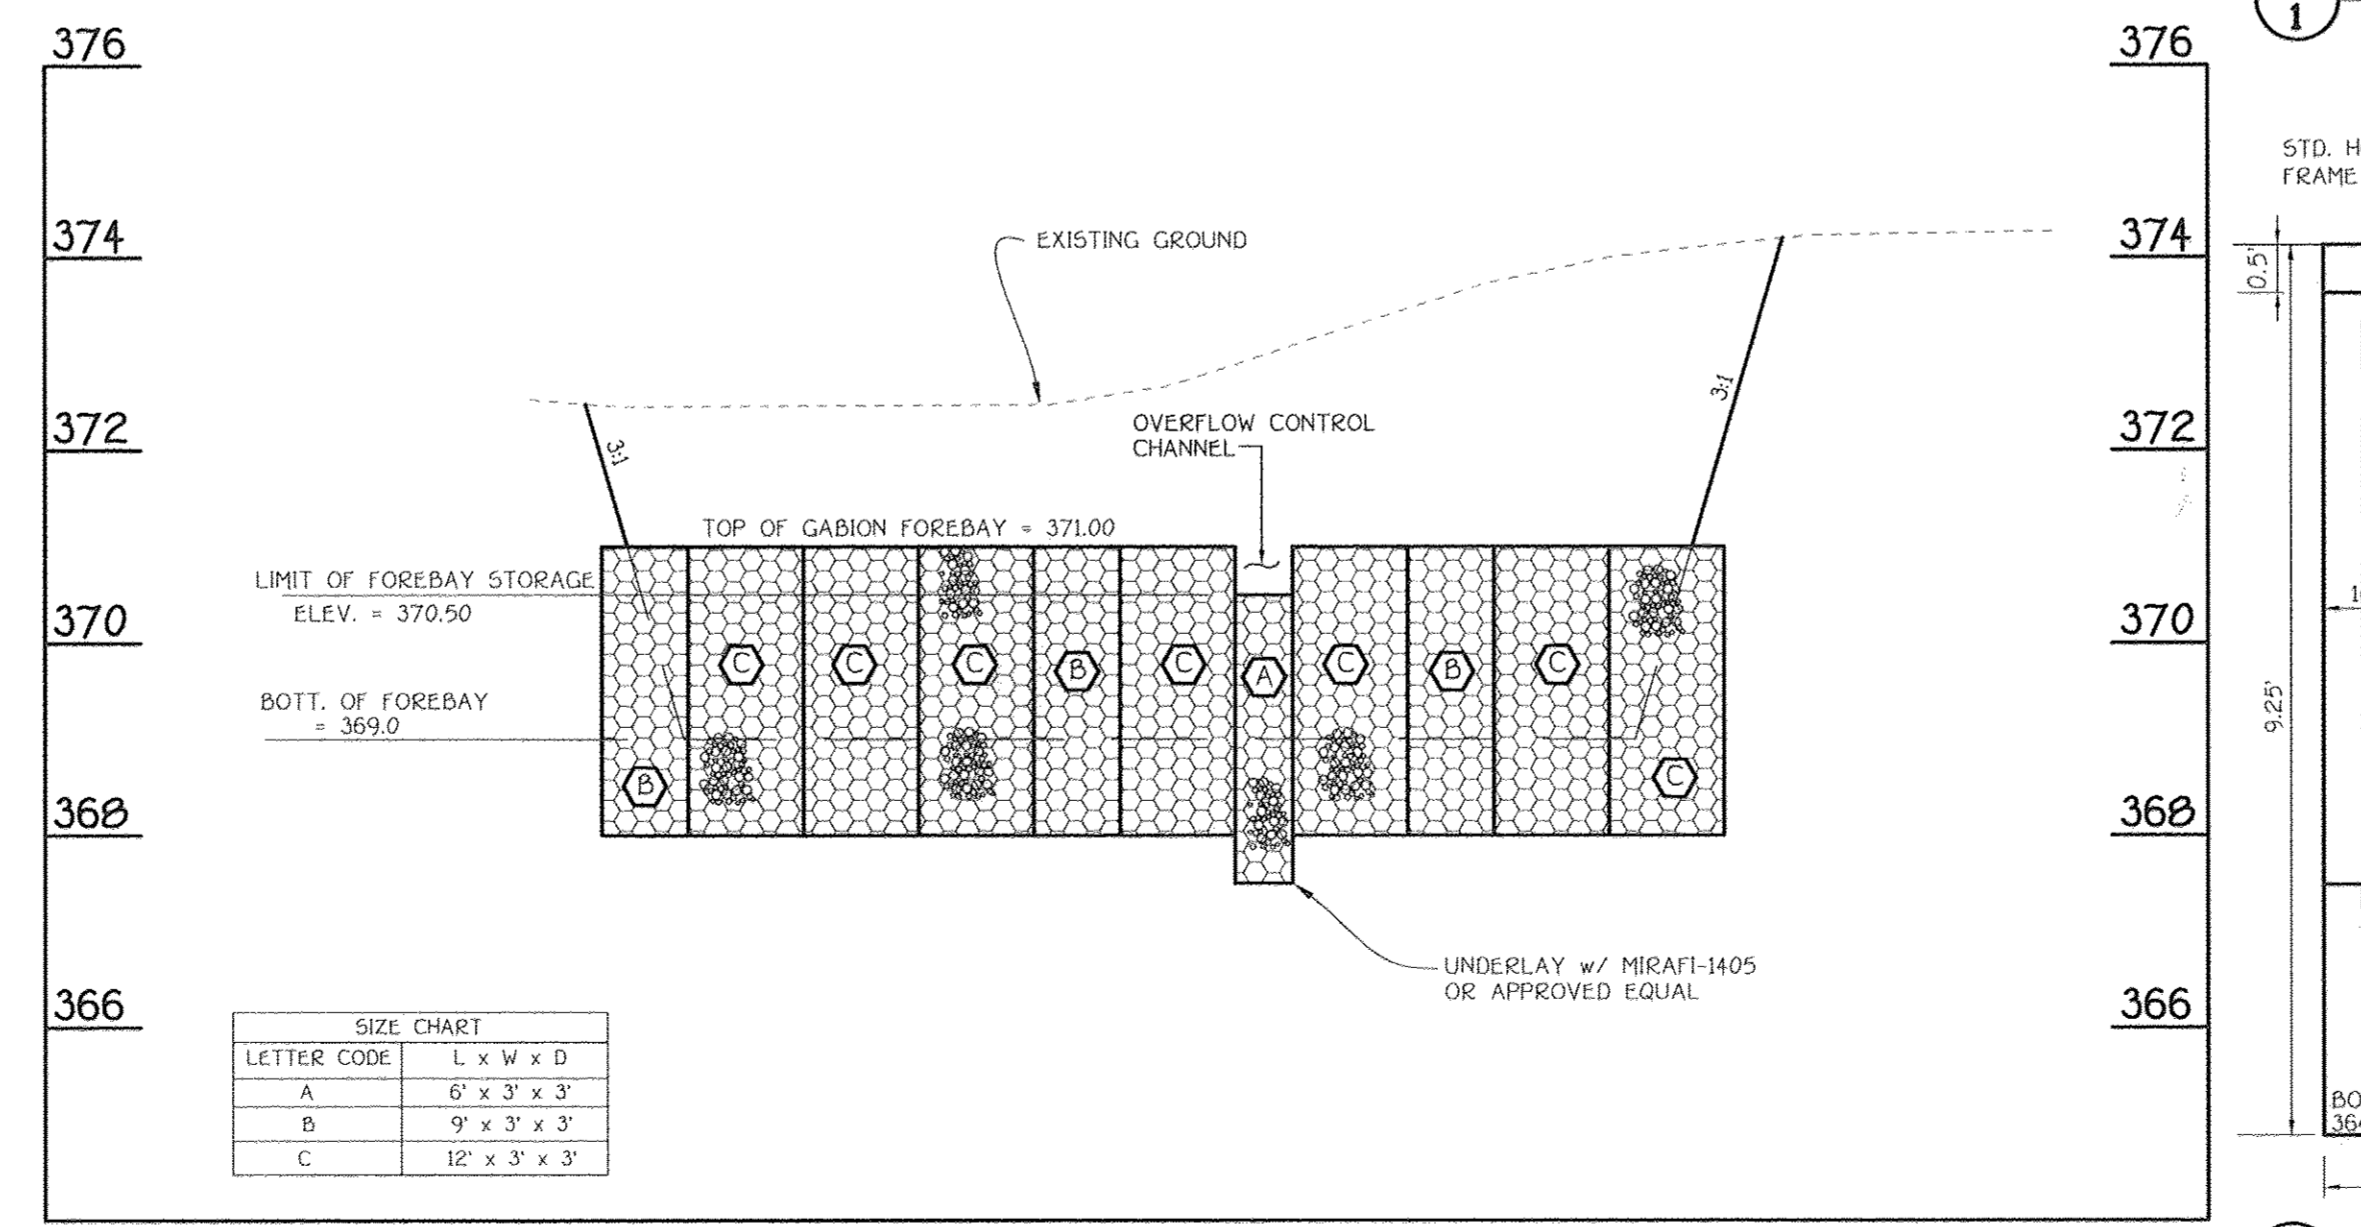 376
376
1
STD. H
FRAME
374
EXISTING GROUND
374
0.5'
372
3:1
3:1
OVERFLOW CONTROL
CHANNEL
372
TOP OF GABION FOREBAY = 371.00
LIMIT OF FOREBAY STORAGE
ELEV. = 370.50
370
370
C
C
C
B
C
A
C
B
C
BOTT. OF FOREBAY
= 369.0
9.25'
B
C
368
368
UNDERLAY w/ MIRAFI-1405
OR APPROVED EQUAL
366
366
SIZE CHART
LETTER CODE L x W x D
A 6' x 3' x 3'
B 9' x 3' x 3'
C 12' x 3' x 3'
BO
364